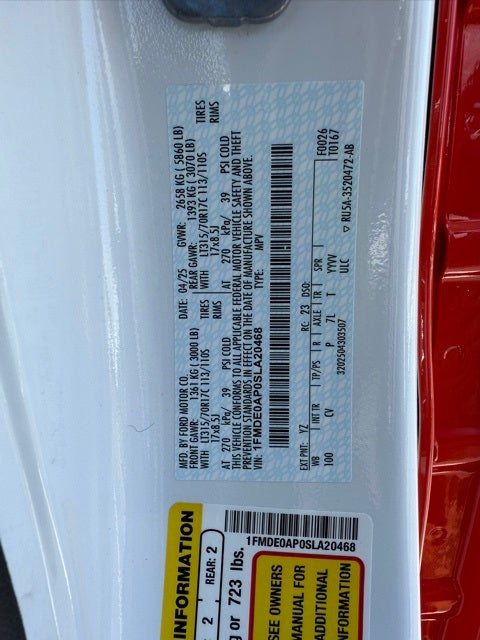 MFD. BY FORD MOTOR CO. DATE: 04/25 GVWR: 2658 KG ( 5860 LB)
FRONT GAWR: 1361 KG ( 3000 LB) REAR GAWR: 1393 KG ( 3070 LB)
WITH LT315/70R17C 113/110S TIRES WITH LT315/70R17C 113/110S TIRES
17x8.5J RIMS 17x8.5J RIMS
AT 270 kPa/ 39 PSI COLD AT 270 kPa/ 39 PSI COLD
THIS VEHICLE CONFORMS TO ALL APPLICABLE FEDERAL MOTOR VEHICLE SAFETY AND THEFT
PREVENTION STANDARDS IN EFFECT ON THE DATE OF MANUFACTURE SHOWN ABOVE.
VIN: 1FMDE0AP0SLA20468 TYPE: MPV
F0026
T0167
EXT PNT: YZ RC: 23 DSO:
WB INT TR TP/PS R AXLE TR SPR
100 CV P 7L T YYVV
ULC
3202504303507
RU5A-3520472-AB
INFORMATION
2 REAR: 2
or 723 lbs.
1FMDE0AP0SLA20468
SEE OWNERS
MANUAL FOR
ADDITIONAL
INFORMATION